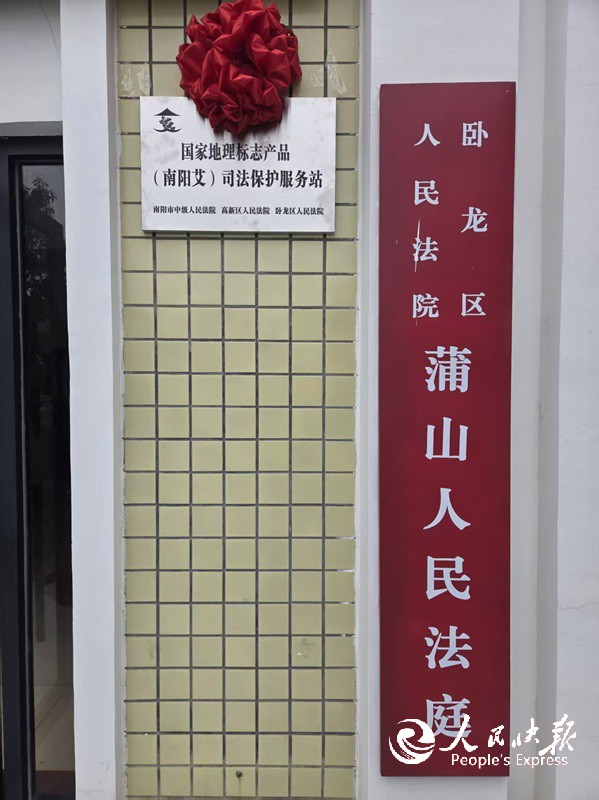 国家地理标志产品
（南阳艾）司法保护服务站
南阳市中级人民法院 高新区人民法院 卧龙区人民法院
卧龙区
人民法院
蒲山人民法庭
人民快报
People's Express